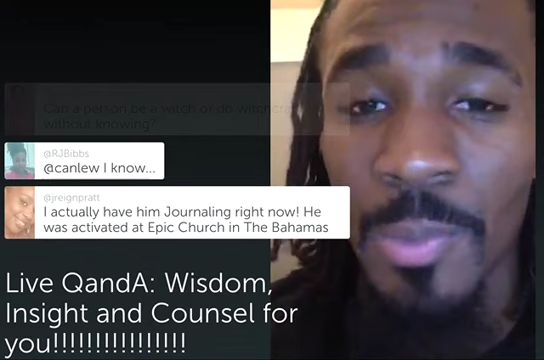 Can a person be a witch or do witchcr
without knowing?
@RJBibbs
@canlew I know...
@jreignpratt
I actually have him Journaling right now! He
was activated at Epic Church in The Bahamas
Live QandA: Wisdom,
Insight and Counsel for
you!!!!!!!!!!!!!!!!!